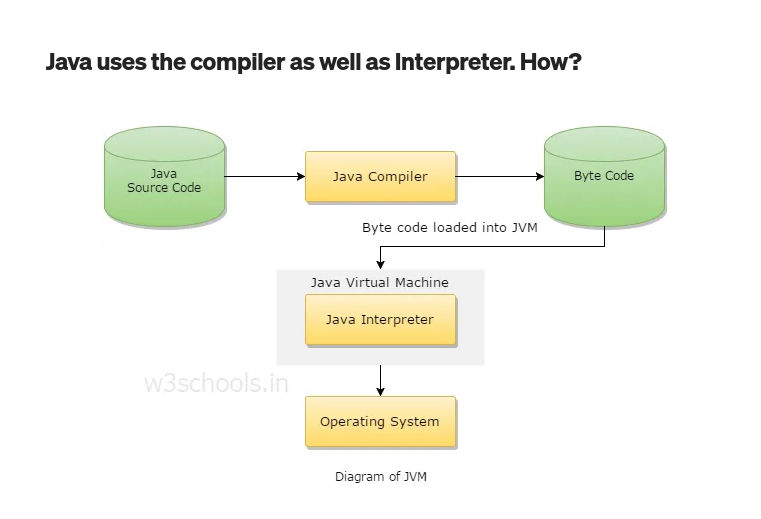 Java uses the compiler as well as Interpreter. How?
Java
Source Code
Java Compiler
Byte Code
Byte code loaded into JVM
Java Virtual Machine
Java Interpreter
w3schools.in
Operating System
Diagram of JVM